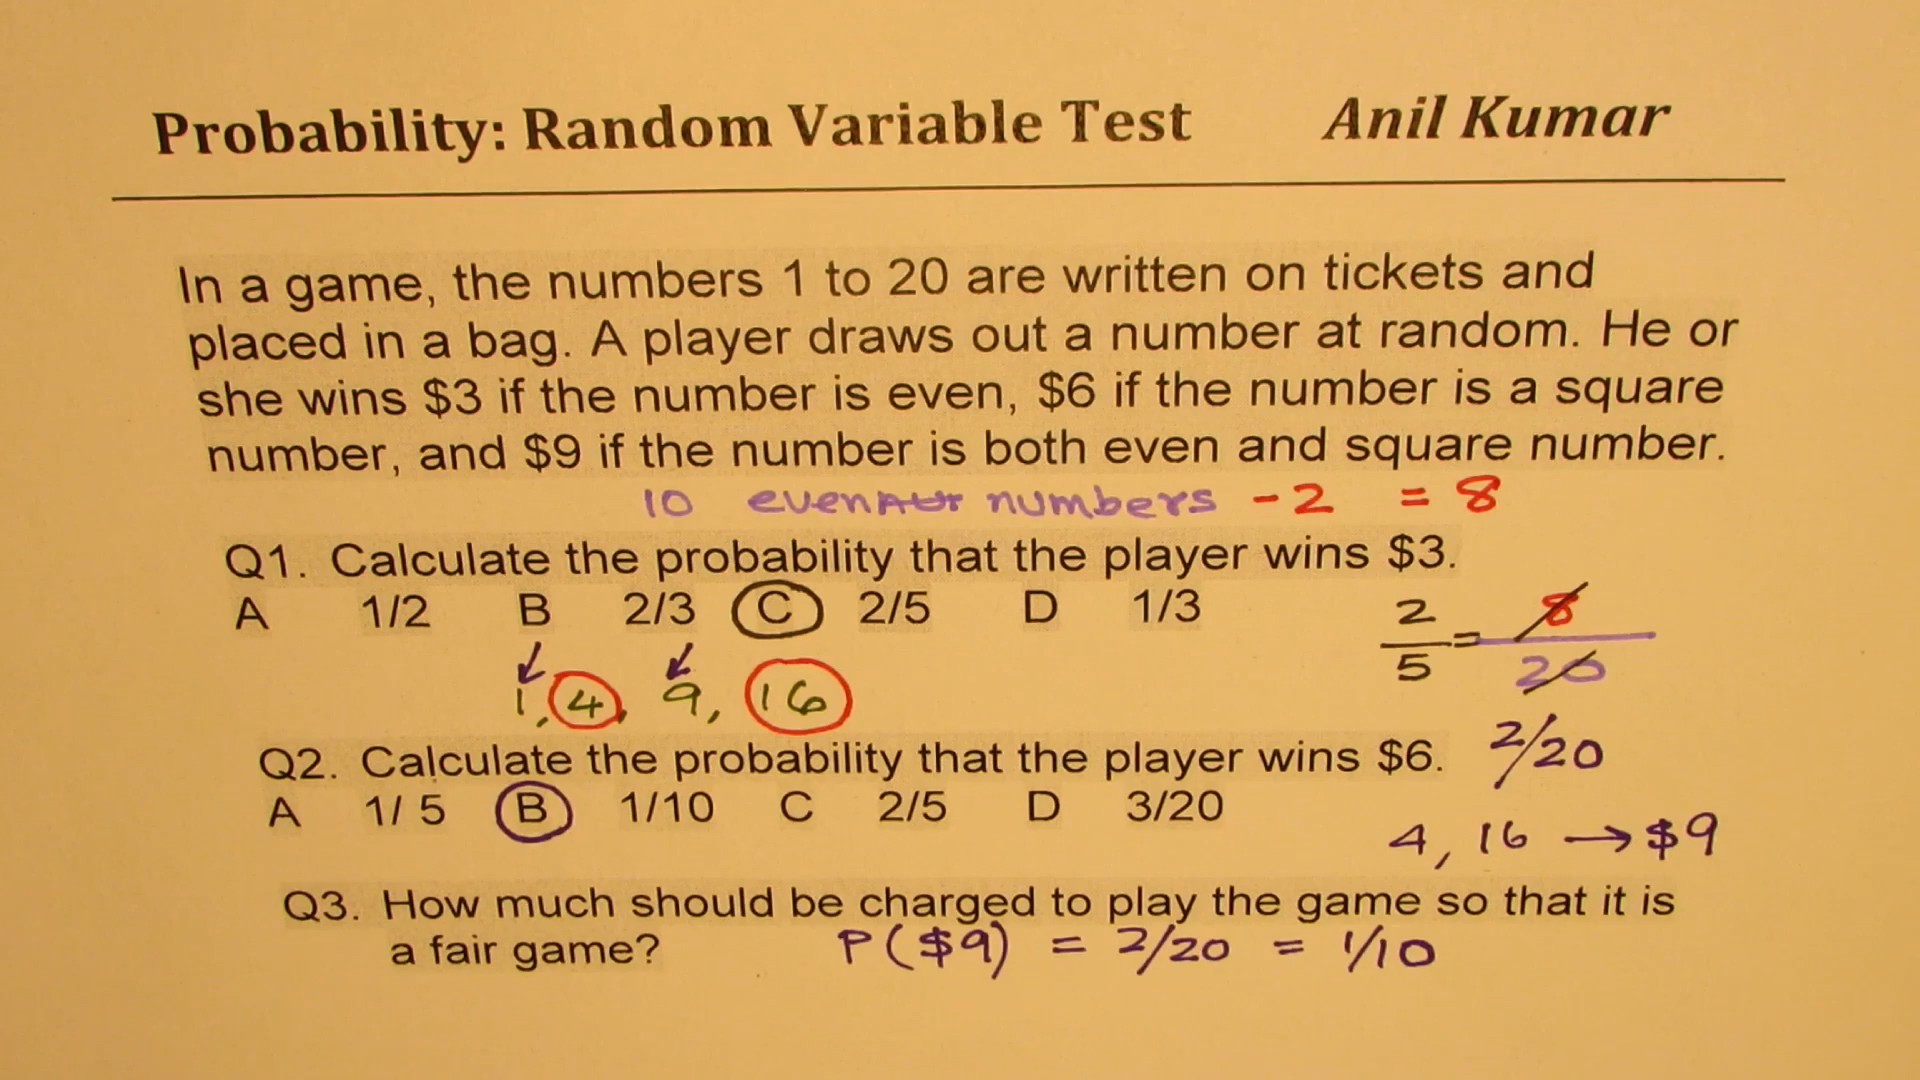 Probability: Random Variable Test Anil Kumar
In a game, the numbers 1 to 20 are written on tickets and
placed in a bag. A player draws out a number at random. He or
she wins $3 if the number is even, $6 if the number is a square
number, and $9 if the number is both even and square number.
10 even numbers - 2 = 8
Q1. Calculate the probability that the player wins $3.
A 1/2 B 2/3 C 2/5 D 1/3
2/5 = 8/20
1, 4, 9, 16
Q2. Calculate the probability that the player wins $6. 2/20
A 1/ 5 B 1/10 C 2/5 D 3/20
4, 16 → $9
Q3. How much should be charged to play the game so that it is
a fair game? P($9) = 2/20 = 1/10